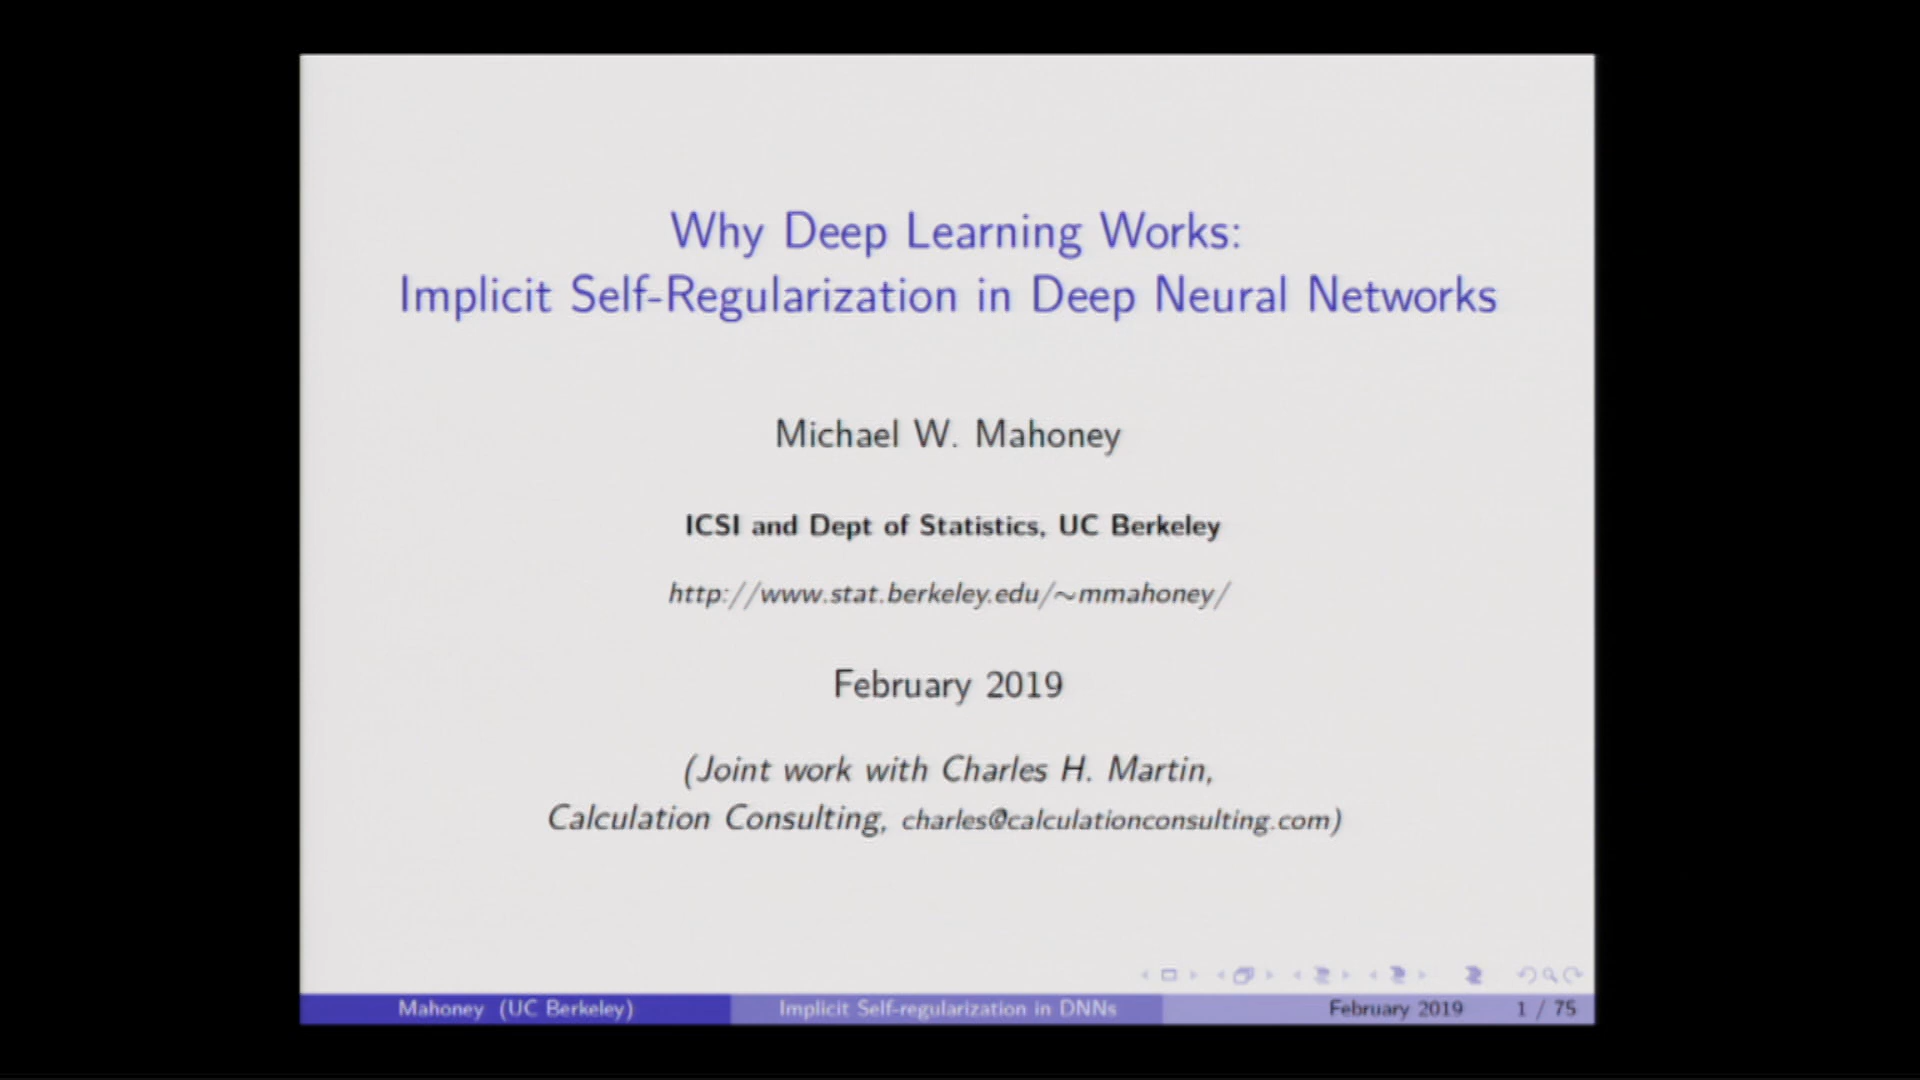 Why Deep Learning Works:
Implicit Self-Regularization in Deep Neural Networks
Michael W. Mahoney
ICSI and Dept of Statistics, UC Berkeley
http://www.stat.berkeley.edu/~mmahoney/
February 2019
(Joint work with Charles H. Martin,
Calculation Consulting, charles@calculationconsulting.com)
Mahoney (UC Berkeley) Implicit Self-regularization in DNNs February 2019 1 / 75